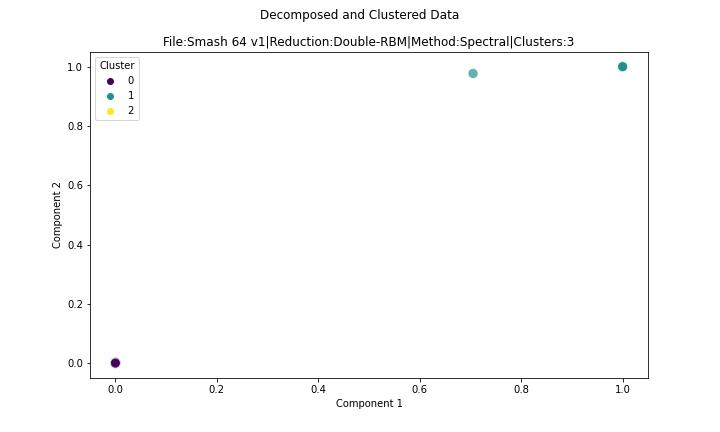 Decomposed and Clustered Data
File:Smash 64 v1|Reduction:Double-RBM|Method:Spectral|Clusters:3
Cluster
0
1
2
1.0
0.8
0.6
0.4
0.2
0.0
Component 2
0.0 0.2 0.4 0.6 0.8 1.0
Component 1